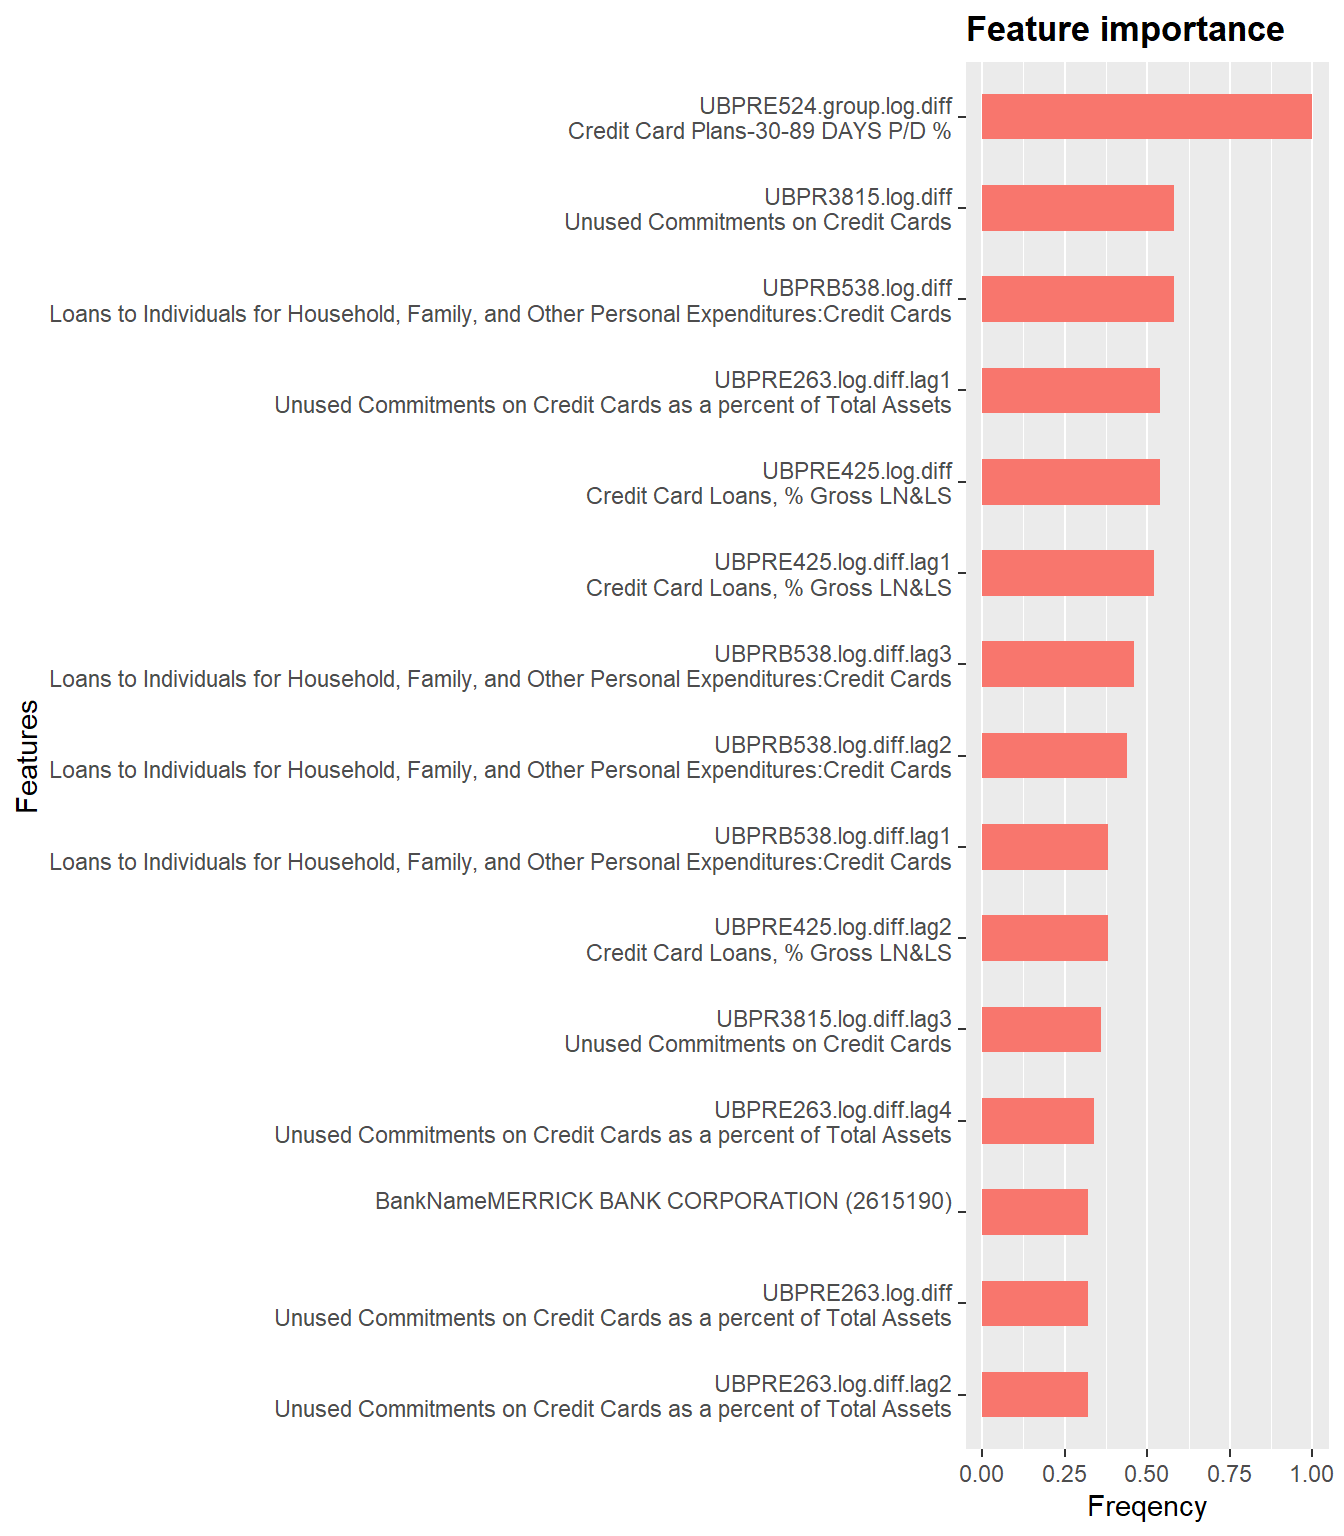 Feature importance
UBPRE524.group.log.diff
Credit Card Plans-30-89 DAYS P/D %
UBPR3815.log.diff
Unused Commitments on Credit Cards
UBPRB538.log.diff
Loans to Individuals for Household, Family, and Other Personal Expenditures:Credit Cards
UBPRE263.log.diff.lag1
Unused Commitments on Credit Cards as a percent of Total Assets
UBPRE425.log.diff
Credit Card Loans, % Gross LN&LS
UBPRE425.log.diff.lag1
Credit Card Loans, % Gross LN&LS
UBPRB538.log.diff.lag3
Loans to Individuals for Household, Family, and Other Personal Expenditures:Credit Cards
UBPRB538.log.diff.lag2
Loans to Individuals for Household, Family, and Other Personal Expenditures:Credit Cards
UBPRB538.log.diff.lag1
Loans to Individuals for Household, Family, and Other Personal Expenditures:Credit Cards
UBPRE425.log.diff.lag2
Credit Card Loans, % Gross LN&LS
UBPR3815.log.diff.lag3
Unused Commitments on Credit Cards
UBPRE263.log.diff.lag4
Unused Commitments on Credit Cards as a percent of Total Assets
BankNameMERRICK BANK CORPORATION (2615190)
UBPRE263.log.diff
Unused Commitments on Credit Cards as a percent of Total Assets
UBPRE263.log.diff.lag2
Unused Commitments on Credit Cards as a percent of Total Assets
Features
0.00 0.25 0.50 0.75 1.00
Freqency